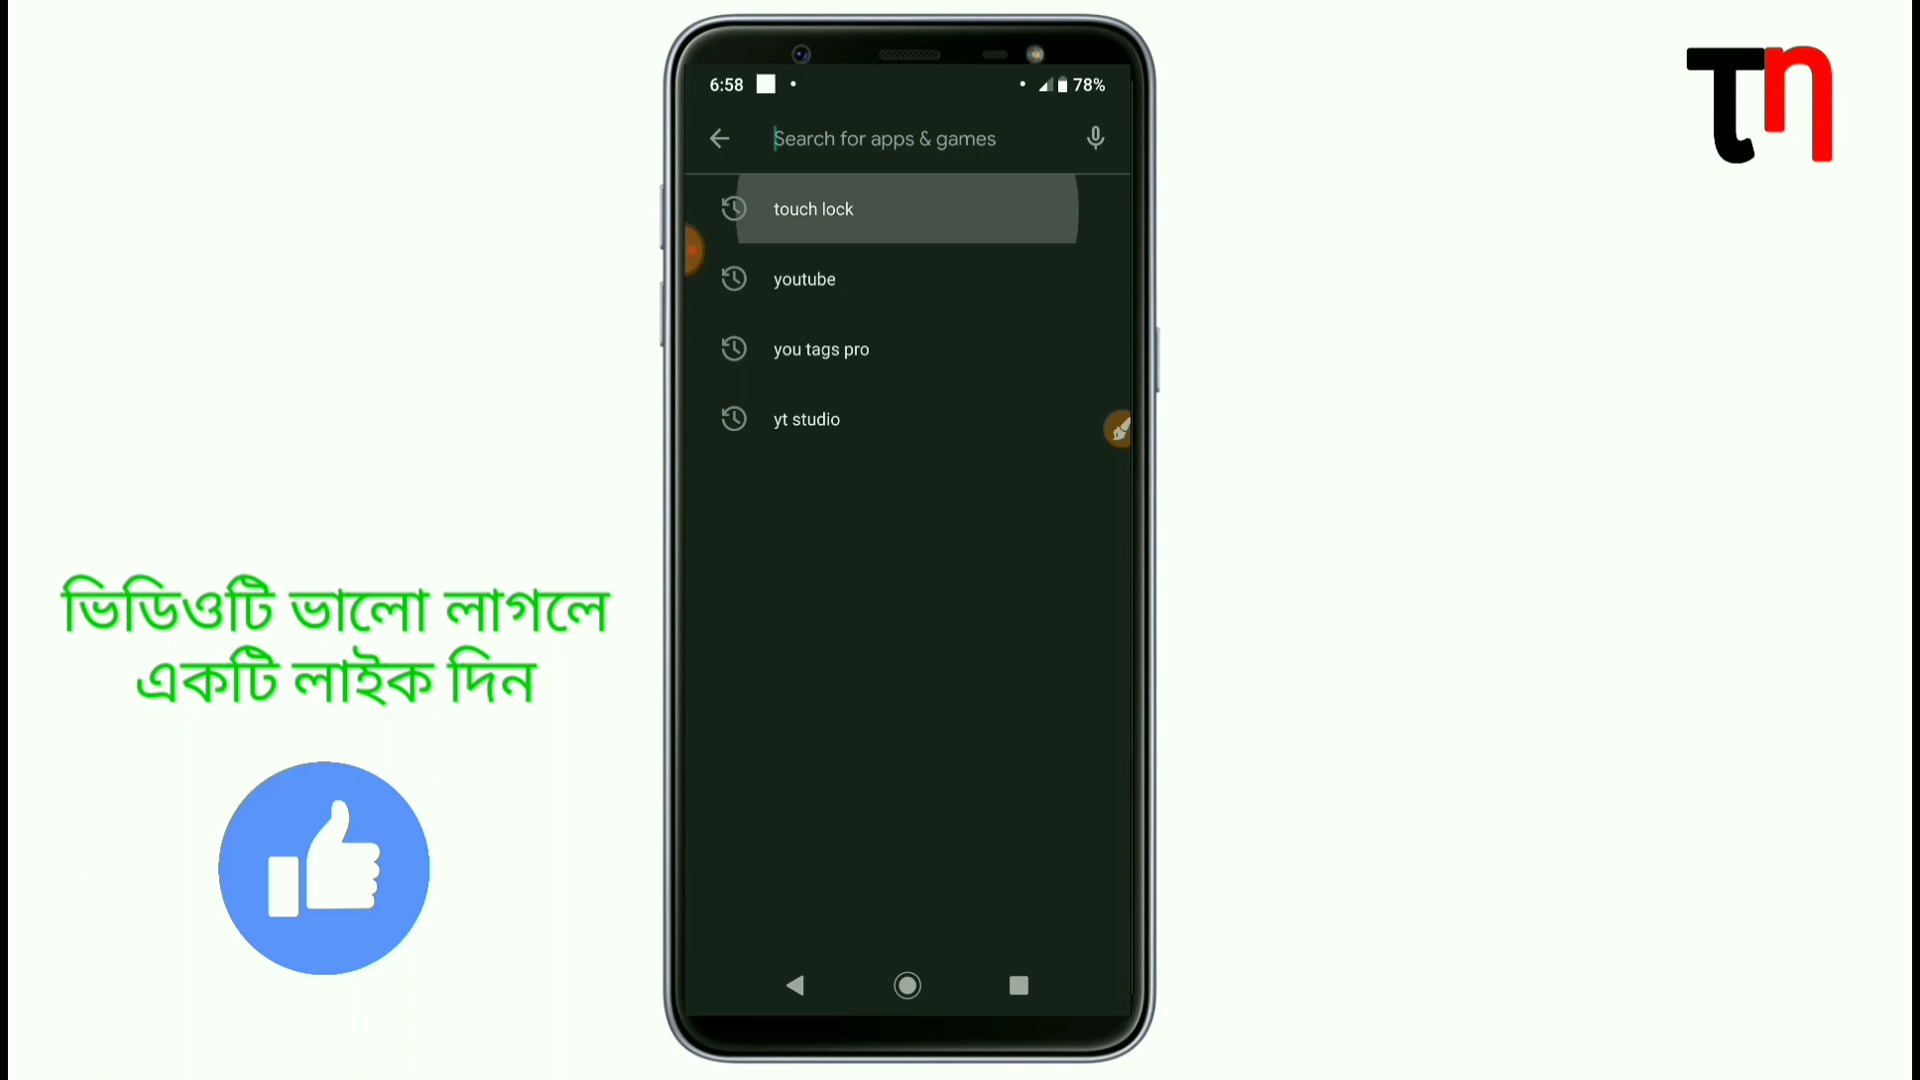 6:58
78%
Search for apps & games
touch lock
youtube
you tags pro
yt studio
ভিডিওটি ভালো লাগলে
একটি লাইক দিন
Tn